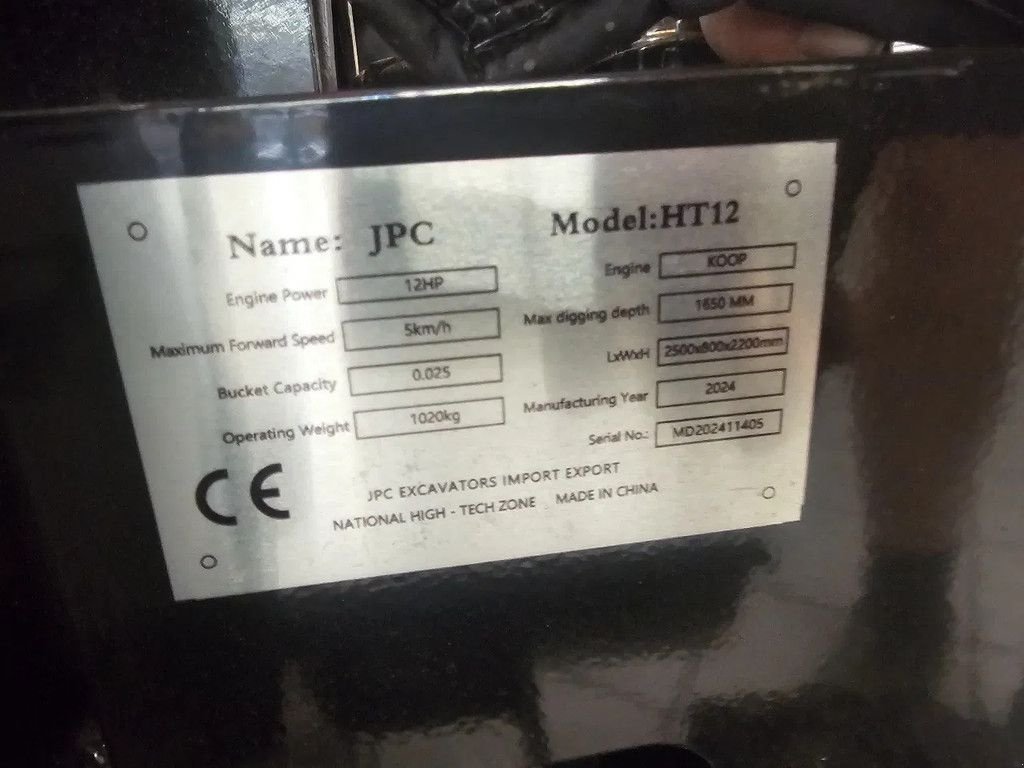 Name: JPC
Model:HT12
Engine Power 12HP
Maximum Forward Speed 5km/h
Bucket Capacity 0.025
Operating Weight 1020kg
Engine KOOP
Max digging depth 1650 MM
LxWxH 2500x800x2200mm
Manufacturing Year 2024
Serial No.: MD202411405
CE
JPC EXCAVATORS IMPORT EXPORT
NATIONAL HIGH - TECH ZONE . MADE IN CHINA